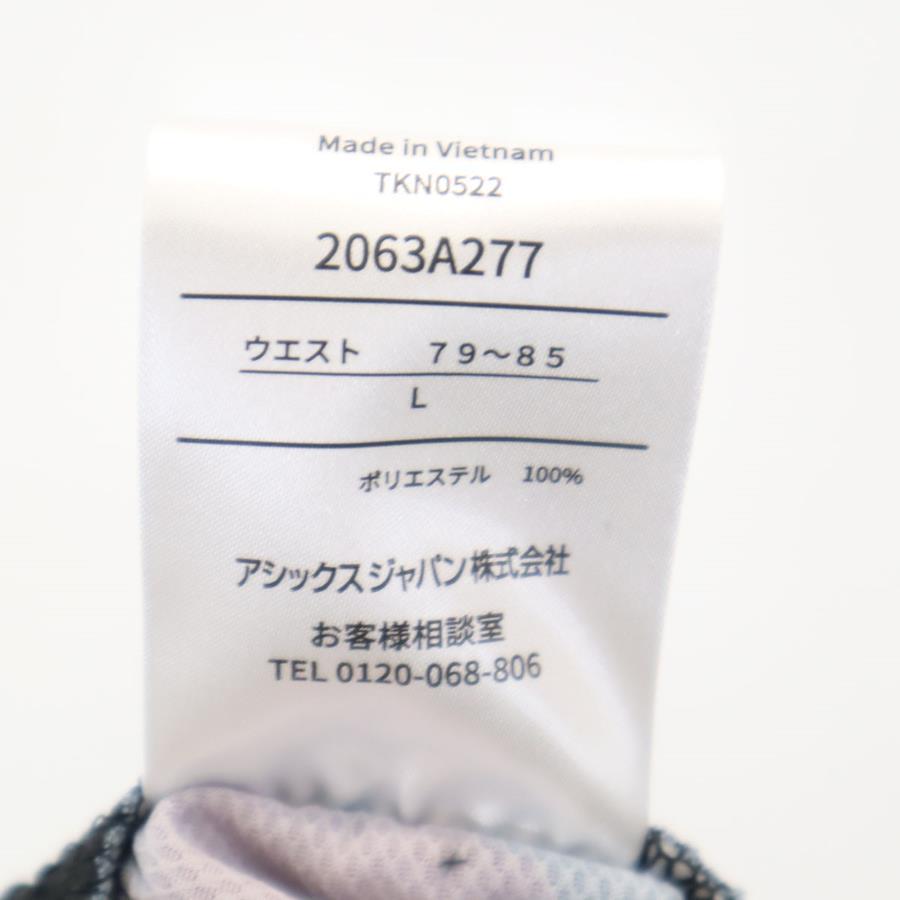 Made in Vietnam
TKN0522
2063A277
ウエスト ７９～８５
L
ポリエステル 100%
アシックスジャパン株式会社
お客様相談室
TEL 0120-068-806